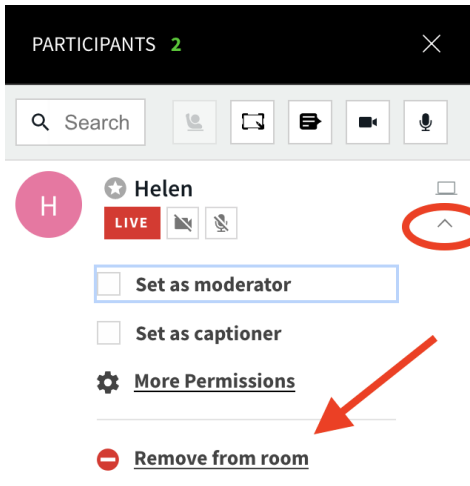 PARTICIPANTS 2
Search
H
Helen
LIVE
Set as moderator
Set as captioner
More Permissions
Remove from room